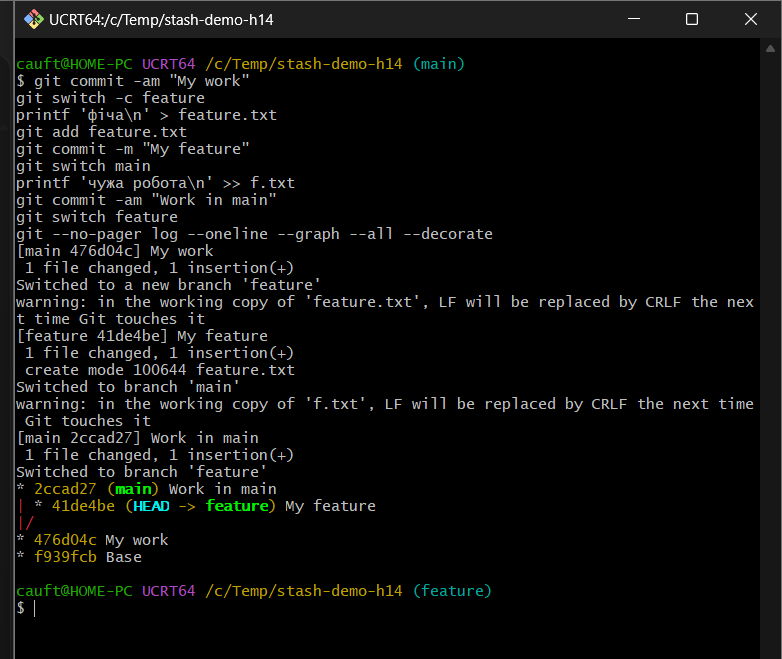 UCRT64:/c/Temp/stash-demo-h14
cauft@HOME-PC UCRT64 /c/Temp/stash-demo-h14 (main)
$ git commit -am "My work"
git switch -c feature
printf 'фіча\n' > feature.txt
git add feature.txt
git commit -m "My feature"
git switch main
printf 'чужа робота\n' >> f.txt
git commit -am "Work in main"
git switch feature
git --no-pager log --oneline --graph --all --decorate
[main 476d04c] My work
 1 file changed, 1 insertion(+)
Switched to a new branch 'feature'
warning: in the working copy of 'feature.txt', LF will be replaced by CRLF the nex
t time Git touches it
[feature 41de4be] My feature
 1 file changed, 1 insertion(+)
 create mode 100644 feature.txt
Switched to branch 'main'
warning: in the working copy of 'f.txt', LF will be replaced by CRLF the next time
 Git touches it
[main 2ccad27] Work in main
 1 file changed, 1 insertion(+)
Switched to branch 'feature'
* 2ccad27 (main) Work in main
| * 41de4be (HEAD -> feature) My feature
|/
* 476d04c My work
* f939fcb Base
cauft@HOME-PC UCRT64 /c/Temp/stash-demo-h14 (feature)
$